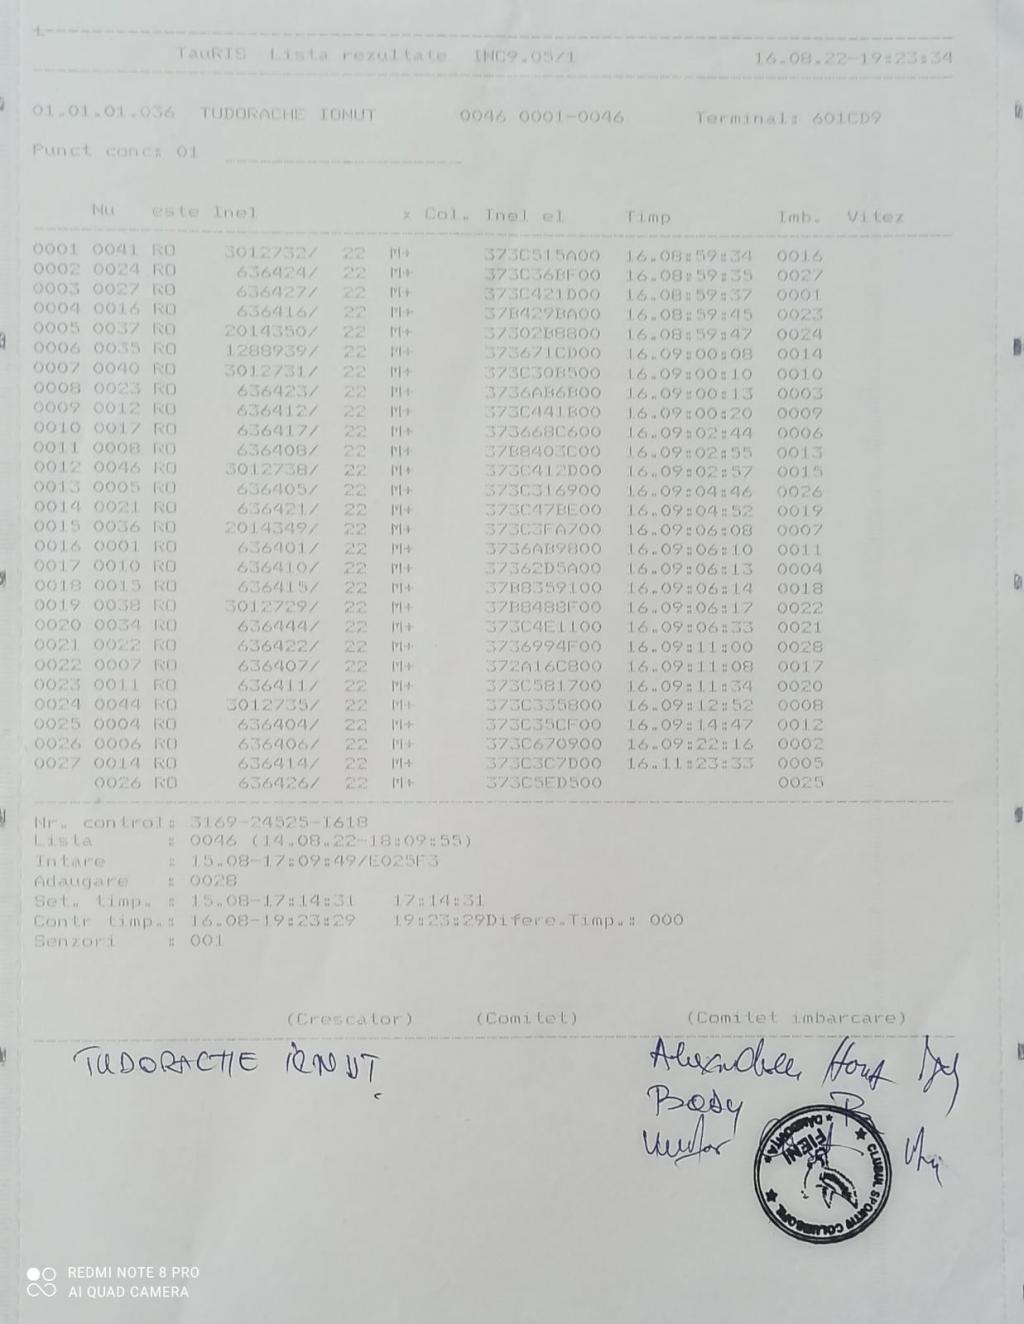 TauRIS Lista rezultate INC9.05/1 16.08.22-19:23:34
01.01.01.036 TUDORACHE IONUT 0046 0001-0046 Terminal: 601CD9
Punct conc: 01
Nu este Inel x Col. Inel el Timp Imb. Vitez
0001 0041 RO 3012732/ 22 M+ 373C515A00 16.08:59:34 0016
0002 0024 RO 636424/ 22 M+ 373C36BF00 16.08:59:35 0027
0003 0027 RO 636427/ 22 M+ 373C421D00 16.08:59:37 0001
0004 0016 RO 636416/ 22 M+ 37B429BA00 16.08:59:45 0023
0005 0037 RO 2014350/ 22 M+ 37302B8800 16.08:59:47 0024
0006 0035 RO 1288939/ 22 M+ 373671CD00 16.09:00:08 0014
0007 0040 RO 3012731/ 22 M+ 373C30B500 16.09:00:10 0010
0008 0023 RO 636423/ 22 M+ 3736AB6B00 16.09:00:13 0003
0009 0012 RO 636412/ 22 M+ 373C441B00 16.09:00:20 0009
0010 0017 RO 636417/ 22 M+ 373668C600 16.09:02:44 0006
0011 0008 RO 636408/ 22 M+ 37B8403C00 16.09:02:55 0013
0012 0046 RO 3012738/ 22 M+ 373C412D00 16.09:02:57 0015
0013 0005 RO 636405/ 22 M+ 373C316900 16.09:04:46 0026
0014 0021 RO 636421/ 22 M+ 373C47BE00 16.09:04:52 0019
0015 0036 RO 2014349/ 22 M+ 373C3FA700 16.09:06:08 0007
0016 0001 RO 636401/ 22 M+ 3736AB9800 16.09:06:10 0011
0017 0010 RO 636410/ 22 M+ 37362D5A00 16.09:06:13 0004
0018 0015 RO 636415/ 22 M+ 37B8359100 16.09:06:14 0018
0019 0038 RO 3012729/ 22 M+ 37B8488F00 16.09:06:17 0022
0020 0034 RO 636444/ 22 M+ 373C4E1100 16.09:06:33 0021
0021 0022 RO 636422/ 22 M+ 3736994F00 16.09:11:00 0028
0022 0007 RO 636407/ 22 M+ 372A16C800 16.09:11:08 0017
0023 0011 RO 636411/ 22 M+ 373C581700 16.09:11:34 0020
0024 0044 RO 3012735/ 22 M+ 373C335800 16.09:12:52 0008
0025 0004 RO 636404/ 22 M+ 373C35CF00 16.09:14:47 0012
0026 0006 RO 636406/ 22 M+ 373C670900 16.09:22:16 0002
0027 0014 RO 636414/ 22 M+ 373C3C7D00 16.11:23:33 0005
0026 RO 636426/ 22 M+ 373C5ED500 0025
Nr. control: 3169-24525-1618
Lista : 0046 (14.08.22-18:09:55)
Intare : 15.08-17:09:49/E025F3
Adaugare : 0028
Set. timp. : 15.08-17:14:31 17:14:31
Contr timp.: 16.08-19:23:29 19:23:29Difere.Timp.: 000
Senzori : 001
(Crescator) (Comitet) (Comitet imbarcare)
TUDORACHE IONUT
CLUBUL SPORTIV COLUMBOFIL
FIENI
DAMBOVITA
REDMI NOTE 8 PRO
AI QUAD CAMERA